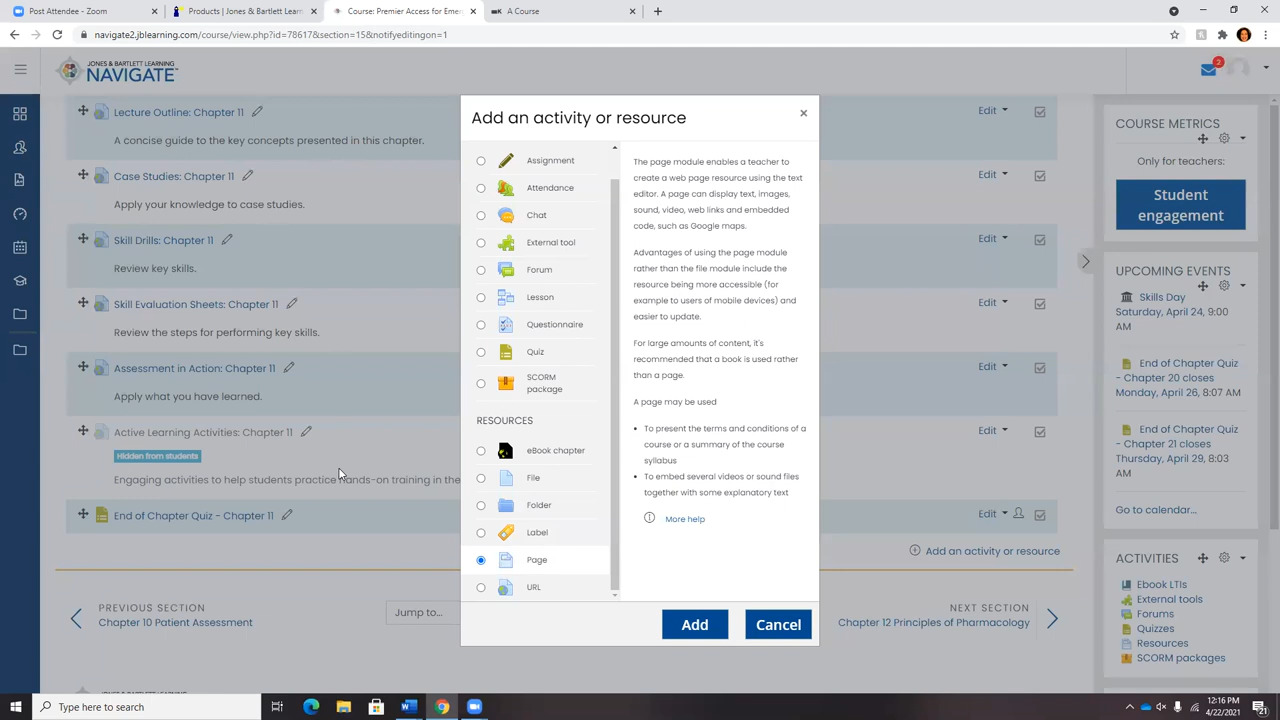 Post Attendee - Zoom
Products | Jones & Bartlett Learn
Course: Premier Access for Emer
A Course
navigate2.jblearning.com/course/view.php?id=78617&section=15&notifyeditingon=1
JONES & BARTLETT LEARNING
NAVIGATE
2
Lecture Outline: Chapter 11
Edit
A concise guide to the key concepts presented in this chapter.
Case Studies: Chapter 11
Edit
Apply your knowledge to case studies.
Skill Drills: Chapter 11
Edit
Review key skills.
Skill Evaluation Sheets: Chapter 11
Edit
Review the steps for performing key skills.
Assessment in Action: Chapter 11
Edit
Apply what you have learned.
Active Learning Activities: Chapter 11
Edit
Hidden from students
Engaging activities to help students practice hands-on training in the
End of Chapter Quiz - Chapter 11
Edit
Add an activity or resource
PREVIOUS SECTION
Chapter 10 Patient Assessment
Jump to...
NEXT SECTION
Chapter 12 Principles of Pharmacology
Add an activity or resource
×
Assignment
Attendance
Chat
External tool
Forum
Lesson
Questionnaire
Quiz
SCORM
package
RESOURCES
eBook chapter
File
Folder
Label
Page
URL
The page module enables a teacher to
create a web page resource using the text
editor. A page can display text, images,
sound, video, web links and embedded
code, such as Google maps.
Advantages of using the page module
rather than the file module include the
resource being more accessible (for
example to users of mobile devices) and
easier to update.
For large amounts of content, it's
recommended that a book is used rather
than a page.
A page may be used
• To present the terms and conditions of a
course or a summary of the course
syllabus
• To embed several videos or sound files
together with some explanatory text
More help
Add
Cancel
COURSE METRICS
Only for teachers:
Student
engagement
UPCOMING EVENTS
Skills Day
Saturday, April 24, 9:00
AM
End of Chapter Quiz
- Chapter 20 closes
Monday, April 26, 8:07 AM
End of Chapter Quiz
- Chapter 21 closes
Thursday, April 29, 8:03
AM
Go to calendar...
ACTIVITIES
Ebook LTIs
External tools
Forums
Quizzes
Resources
SCORM packages
JONES & BARTLETT LEARNING
Type here to search
12:16 PM
4/22/2021